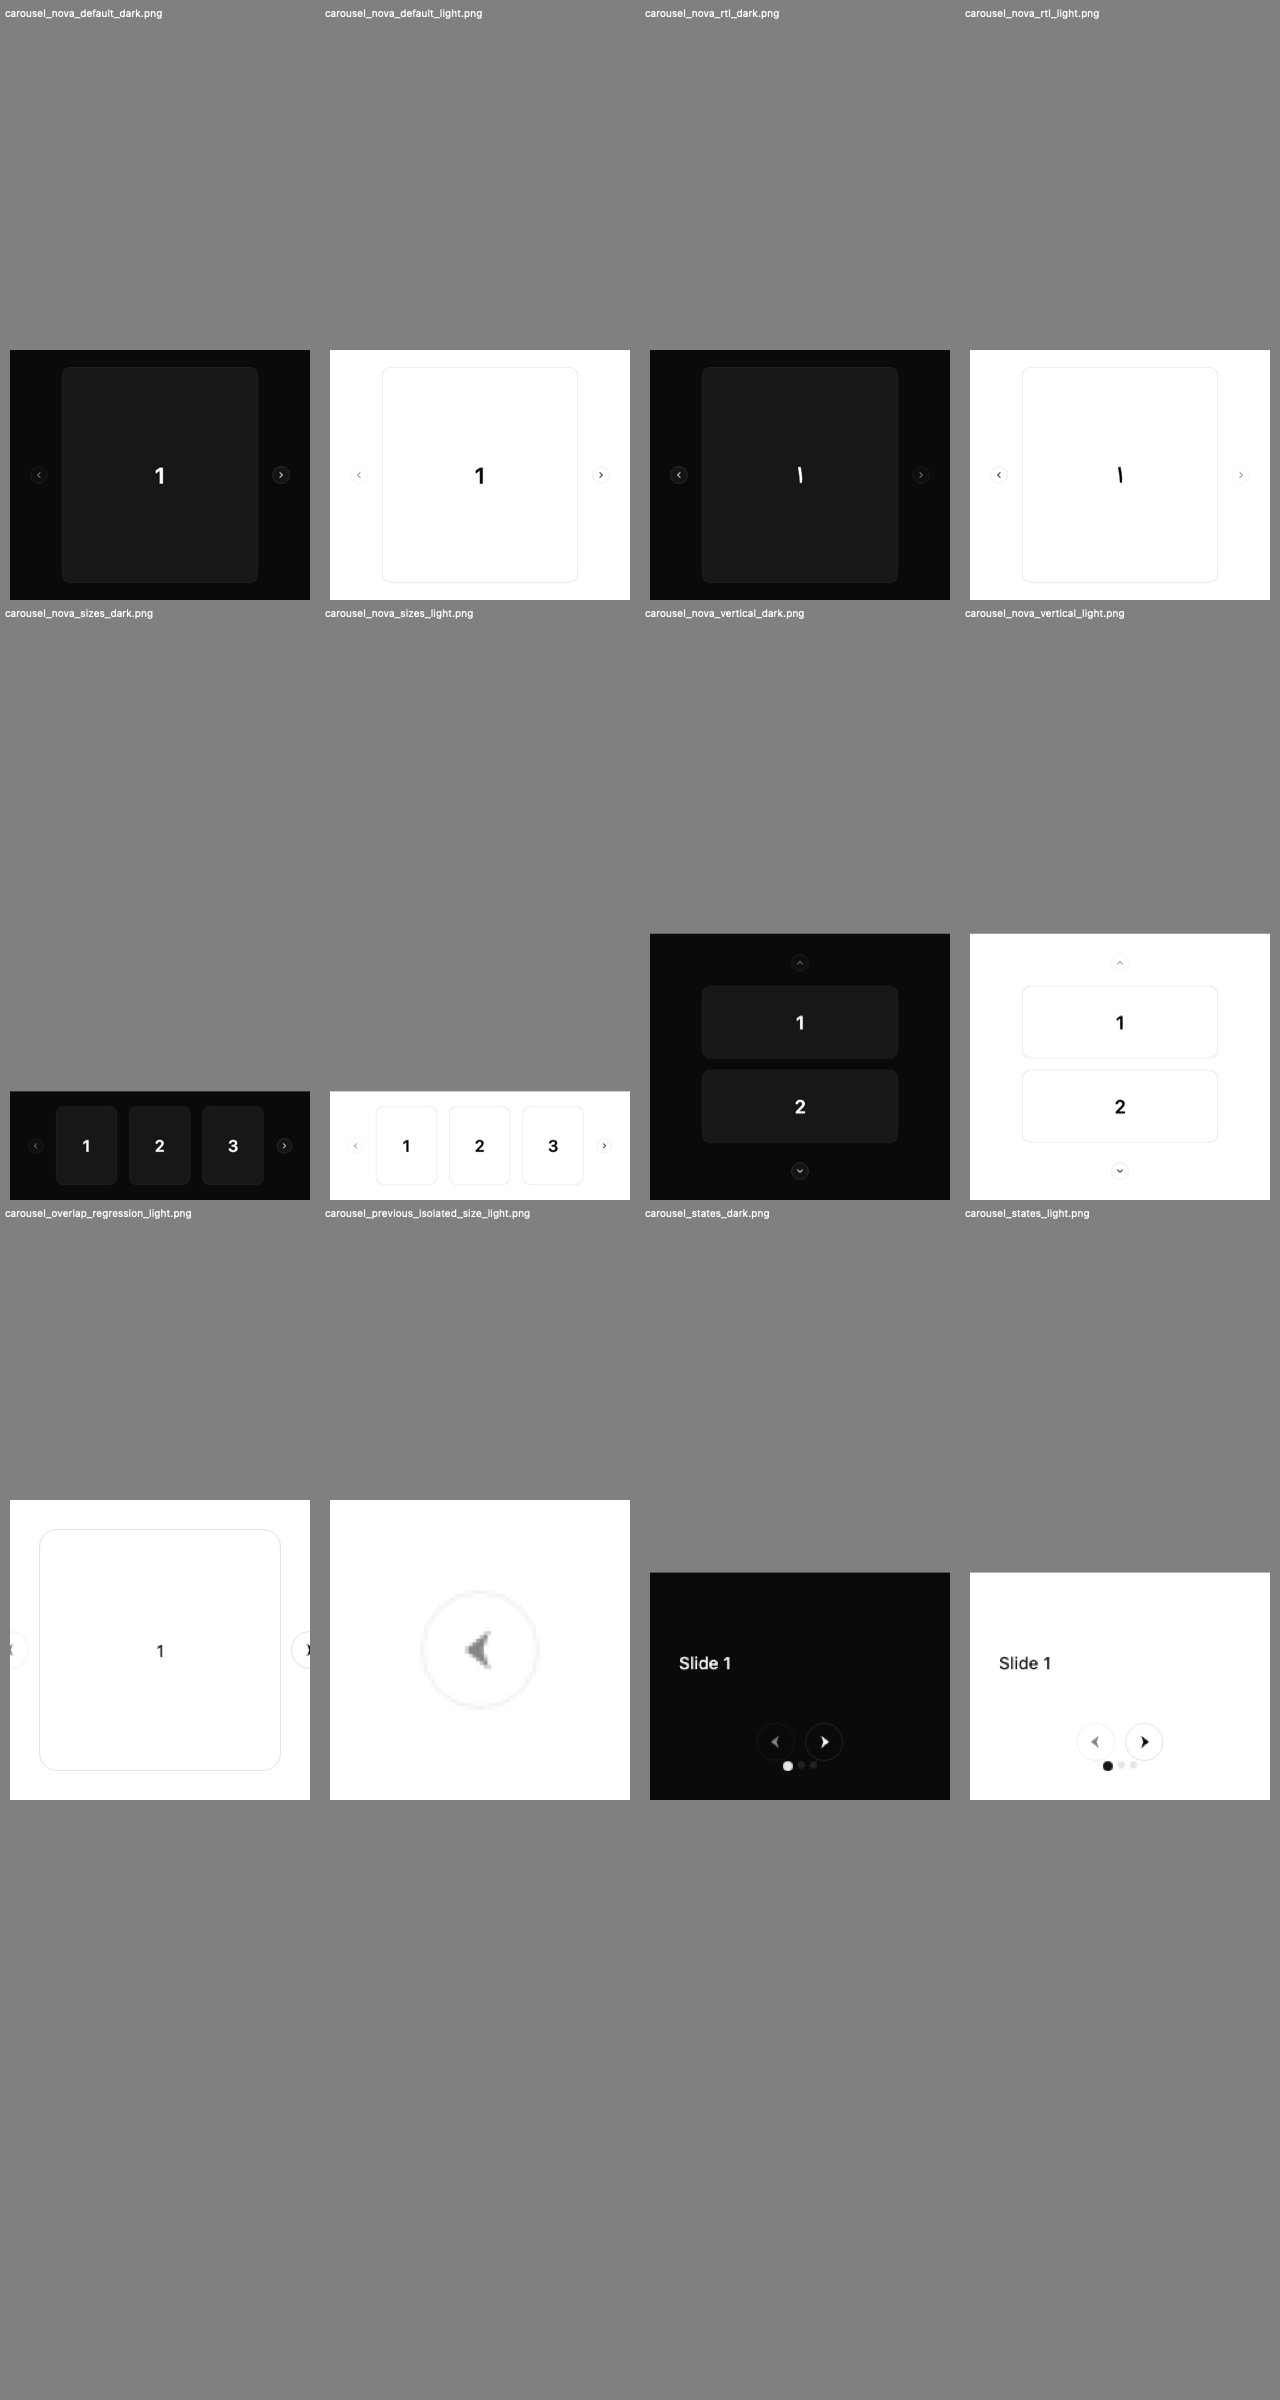 carousel_nova_default_dark.png
carousel_nova_default_light.png
carousel_nova_rtl_dark.png
carousel_nova_rtl_light.png
1
1
١
١
carousel_nova_sizes_dark.png
carousel_nova_sizes_light.png
carousel_nova_vertical_dark.png
carousel_nova_vertical_light.png
1
2
1
2
1 2 3
1 2 3
carousel_overlap_regression_light.png
carousel_previous_isolated_size_light.png
carousel_states_dark.png
carousel_states_light.png
1
Slide 1
Slide 1